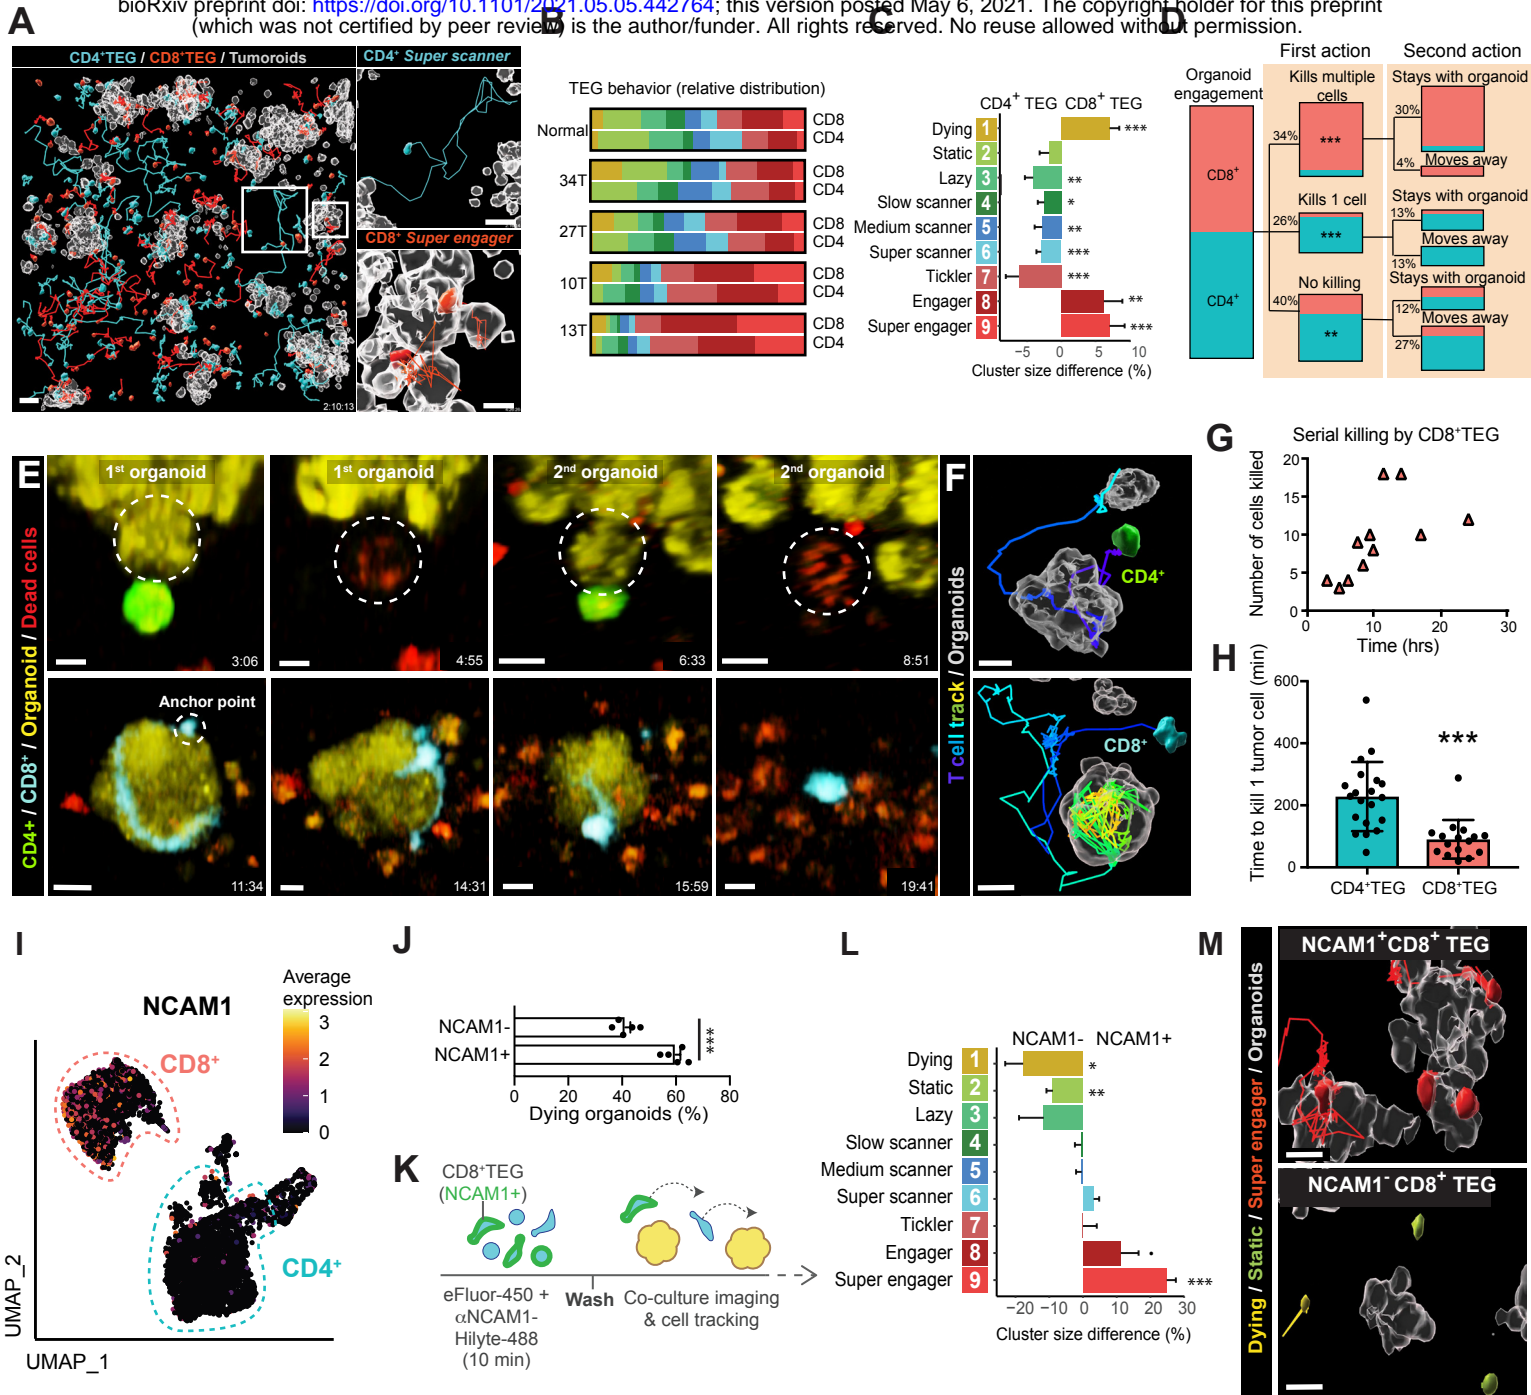 bioRxiv preprint doi: https://doi.org/10.1101/2021.05.05.442764; this version posted May 6, 2021. The copyright holder for this preprint
(which was not certified by peer review) is the author/funder. All rights reserved. No reuse allowed without permission.
A
CD4+TEG / CD8+TEG / Tumoroids
2:10:13
CD4+ Super scanner
CD8+ Super engager
B
TEG behavior (relative distribution)
Normal
CD8
CD4
34T
CD8
CD4
27T
CD8
CD4
10T
CD8
CD4
13T
CD8
CD4
C
CD4+ TEG CD8+ TEG
Dying 1 ***
Static 2
Lazy 3 **
Slow scanner 4 *
Medium scanner 5 **
Super scanner 6 ***
Tickler 7 ***
Engager 8 **
Super engager 9 ***
−5 0 5 10
Cluster size difference (%)
D
First action
Second action
Organoid
engagement
CD8+
CD4+
Kills multiple
cells
34%
***
Kills 1 cell
26%
***
No killing
40%
**
Stays with organoid
30%
Moves away
4%
Stays with organoid
13%
Moves away
13%
Stays with organoid
12%
Moves away
27%
E
CD4+ / CD8+ / Organoid / Dead cells
1st organoid
3:06
1st organoid
4:55
2nd organoid
6:33
2nd organoid
8:51
Anchor point
11:34
14:31
15:59
19:41
F
T cell track / Organoids
CD4+
CD8+
G
Serial killing by CD8+TEG
Number of cells killed
20
15
10
5
0
0 10 20 30
Time (hrs)
H
Time to kill 1 tumor cell (min)
600
400
200
0
***
CD4+TEG CD8+TEG
I
NCAM1
Average
expression
3
2
1
0
CD8+
CD4+
UMAP_2
UMAP_1
J
NCAM1-
NCAM1+
***
0 20 40 60 80
Dying organoids (%)
K
CD8+TEG
(NCAM1+)
eFluor-450 +
αNCAM1-
Hilyte-488
(10 min)
Wash
Co-culture imaging
& cell tracking
L
NCAM1- NCAM1+
Dying 1 *
Static 2 **
Lazy 3
Slow scanner 4
Medium scanner 5
Super scanner 6
Tickler 7
Engager 8
Super engager 9 ***
−20 −10 0 10 20 30
Cluster size difference (%)
M
Dying / Static / Super engager / Organoids
NCAM1+CD8+ TEG
NCAM1- CD8+ TEG